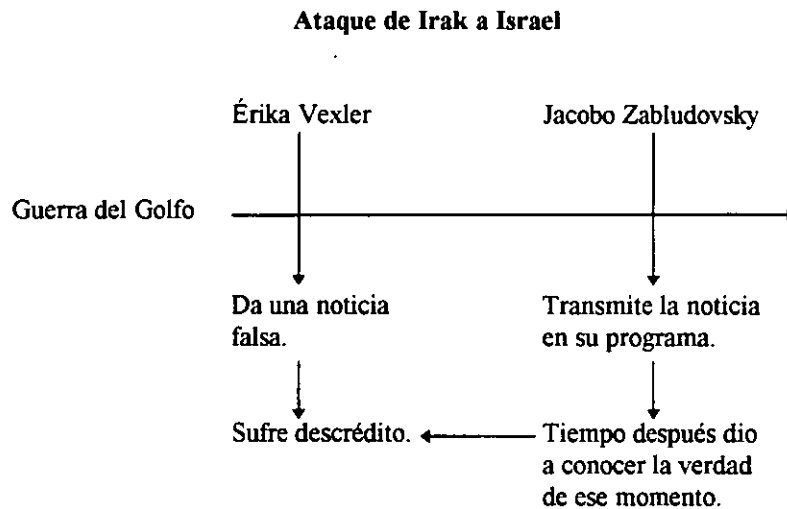 Ataque de Irak a Israel
Érika Vexler
Jacobo Zabludovsky
Guerra del Golfo
Da una noticia
falsa.
Transmite la noticia
en su programa.
Sufre descrédito.
Tiempo después dio
a conocer la verdad
de ese momento.